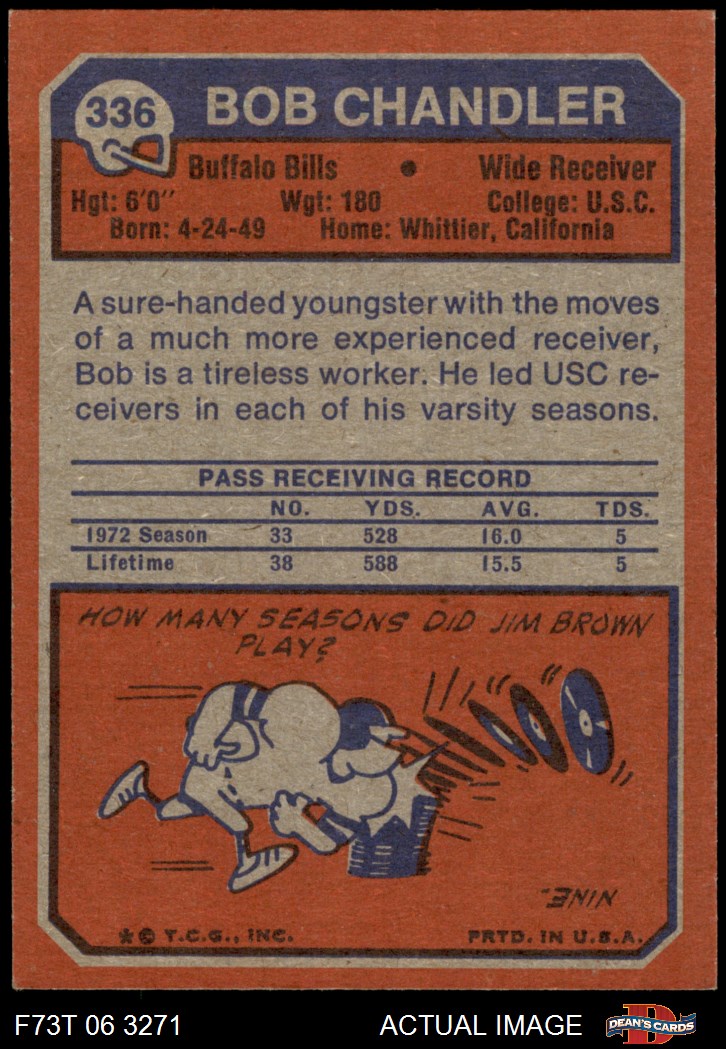 336
BOB CHANDLER
Buffalo Bills • Wide Receiver
Hgt: 6'0" Wgt: 180 College: U.S.C.
Born: 4-24-49 Home: Whittier, California
A sure-handed youngster with the moves
of a much more experienced receiver,
Bob is a tireless worker. He led USC re-
ceivers in each of his varsity seasons.
PASS RECEIVING RECORD
NO. YDS. AVG. TDS.
1972 Season 33 528 16.0 5
Lifetime 38 588 15.5 5
HOW MANY SEASONS DID JIM BROWN
PLAY?
NINE.
★ © T.C.G., INC. PRTD. IN U.S.A.
F73T 06 3271 ACTUAL IMAGE D DEAN'S CARDS